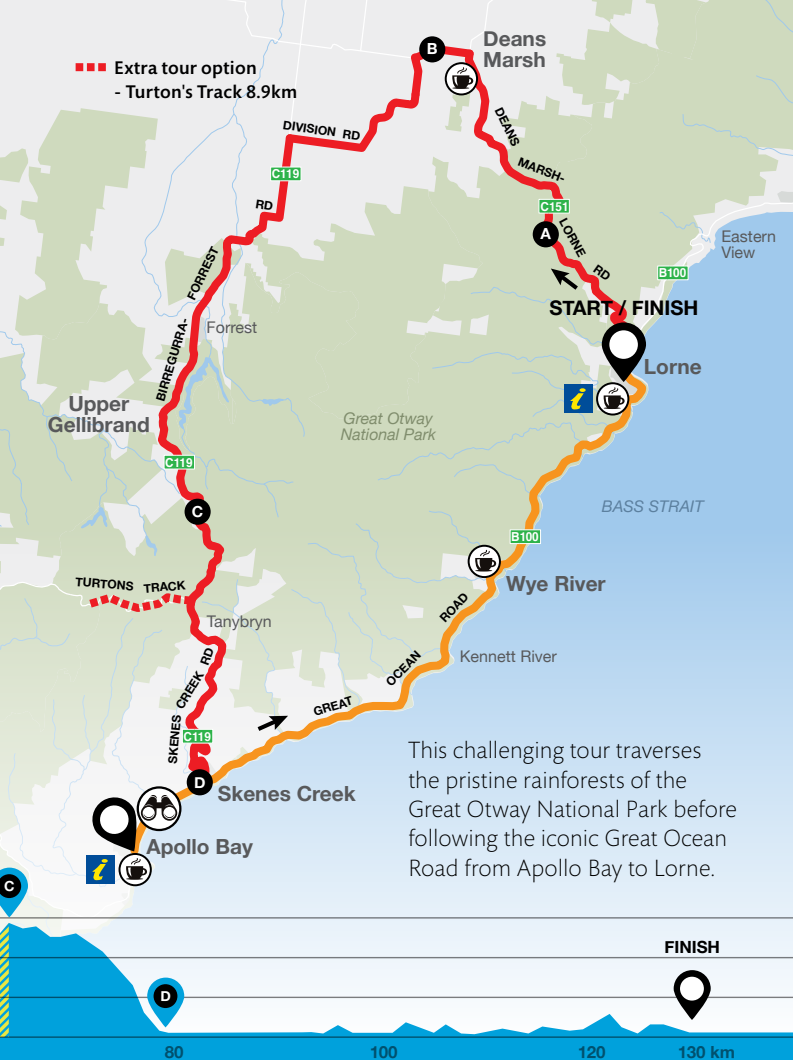 Extra tour option
- Turton's Track 8.9km
B
Deans
Marsh
DIVISION RD
DEANS
MARSH-
C119
C151
RD
A
LORNE
RD
Eastern
View
B100
FORREST
START / FINISH
Forrest
BIRREGURRA-
Lorne
i
Upper
Gellibrand
Great Otway
National Park
C119
C
BASS STRAIT
B100
TURTONS TRACK
Wye River
ROAD
Tanybryn
OCEAN
Kennett River
SKENES CREEK RD
GREAT
C119
D
Skenes Creek
This challenging tour traverses
the pristine rainforests of the
Great Otway National Park before
following the iconic Great Ocean
Road from Apollo Bay to Lorne.
Apollo Bay
i
C
FINISH
D
80
100
120
130 km